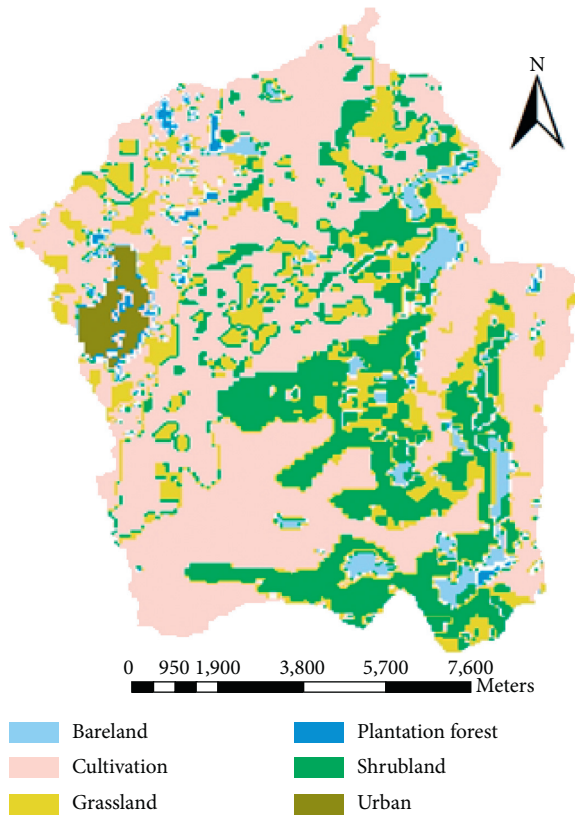 N
0 950 1,900 3,800 5,700 7,600
Meters
Bareland
Cultivation
Grassland
Plantation forest
Shrubland
Urban